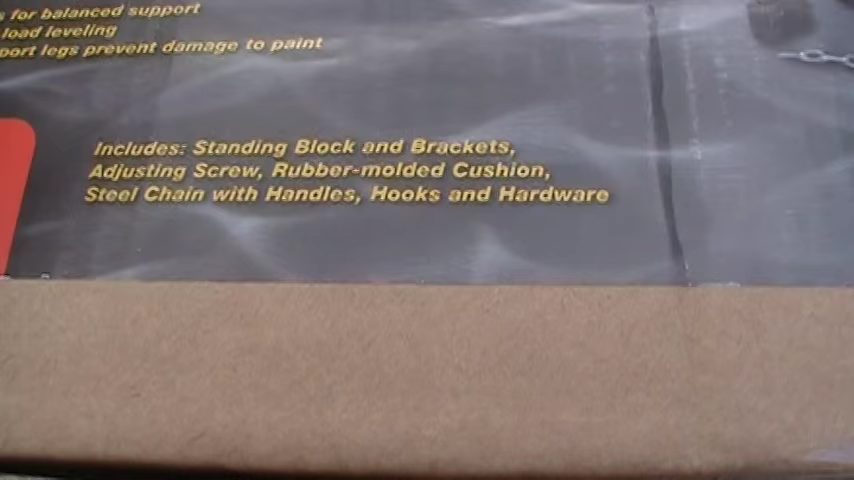 for balanced support
load leveling
port legs prevent damage to paint
Includes: Standing Block and Brackets,
Adjusting Screw, Rubber-molded Cushion,
Steel Chain with Handles, Hooks and Hardware